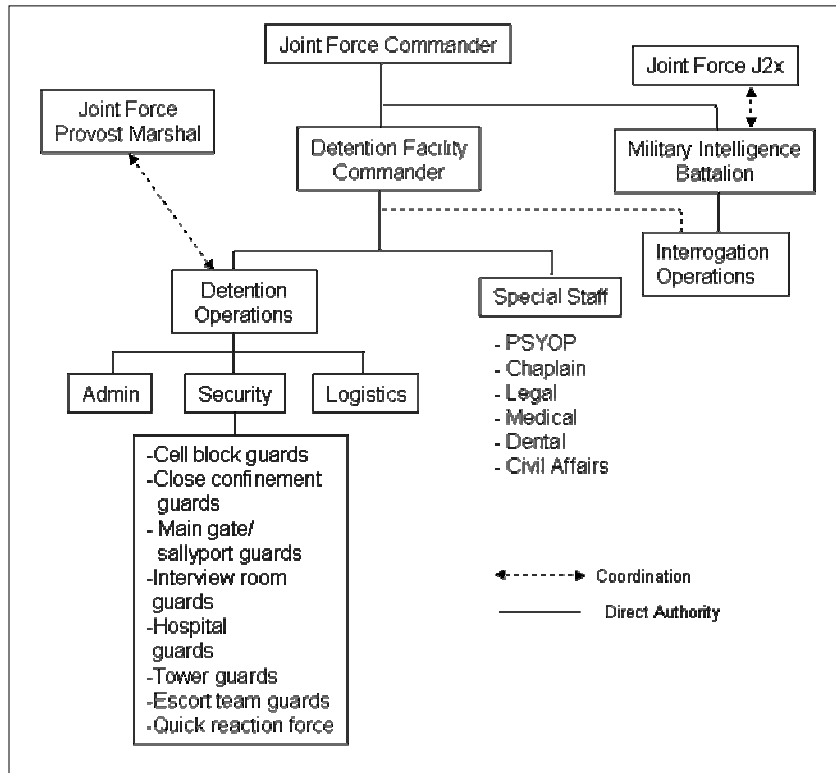 Joint Force Commander
Joint Force J2x
Joint Force
Provost Marshal
Detention Facility
Commander
Military Intelligence
Battalion
Interrogation
Operations
Detention
Operations
Special Staff
- PSYOP
- Chaplain
- Legal
- Medical
- Dental
- Civil Affairs
Admin
Security
Logistics
-Cell block guards
-Close confinement
guards
- Main gate/
sallyport guards
-Interview room
guards
-Hospital
guards
-Tower guards
-Escort team guards
-Quick reaction force
Coordination
Direct Authority